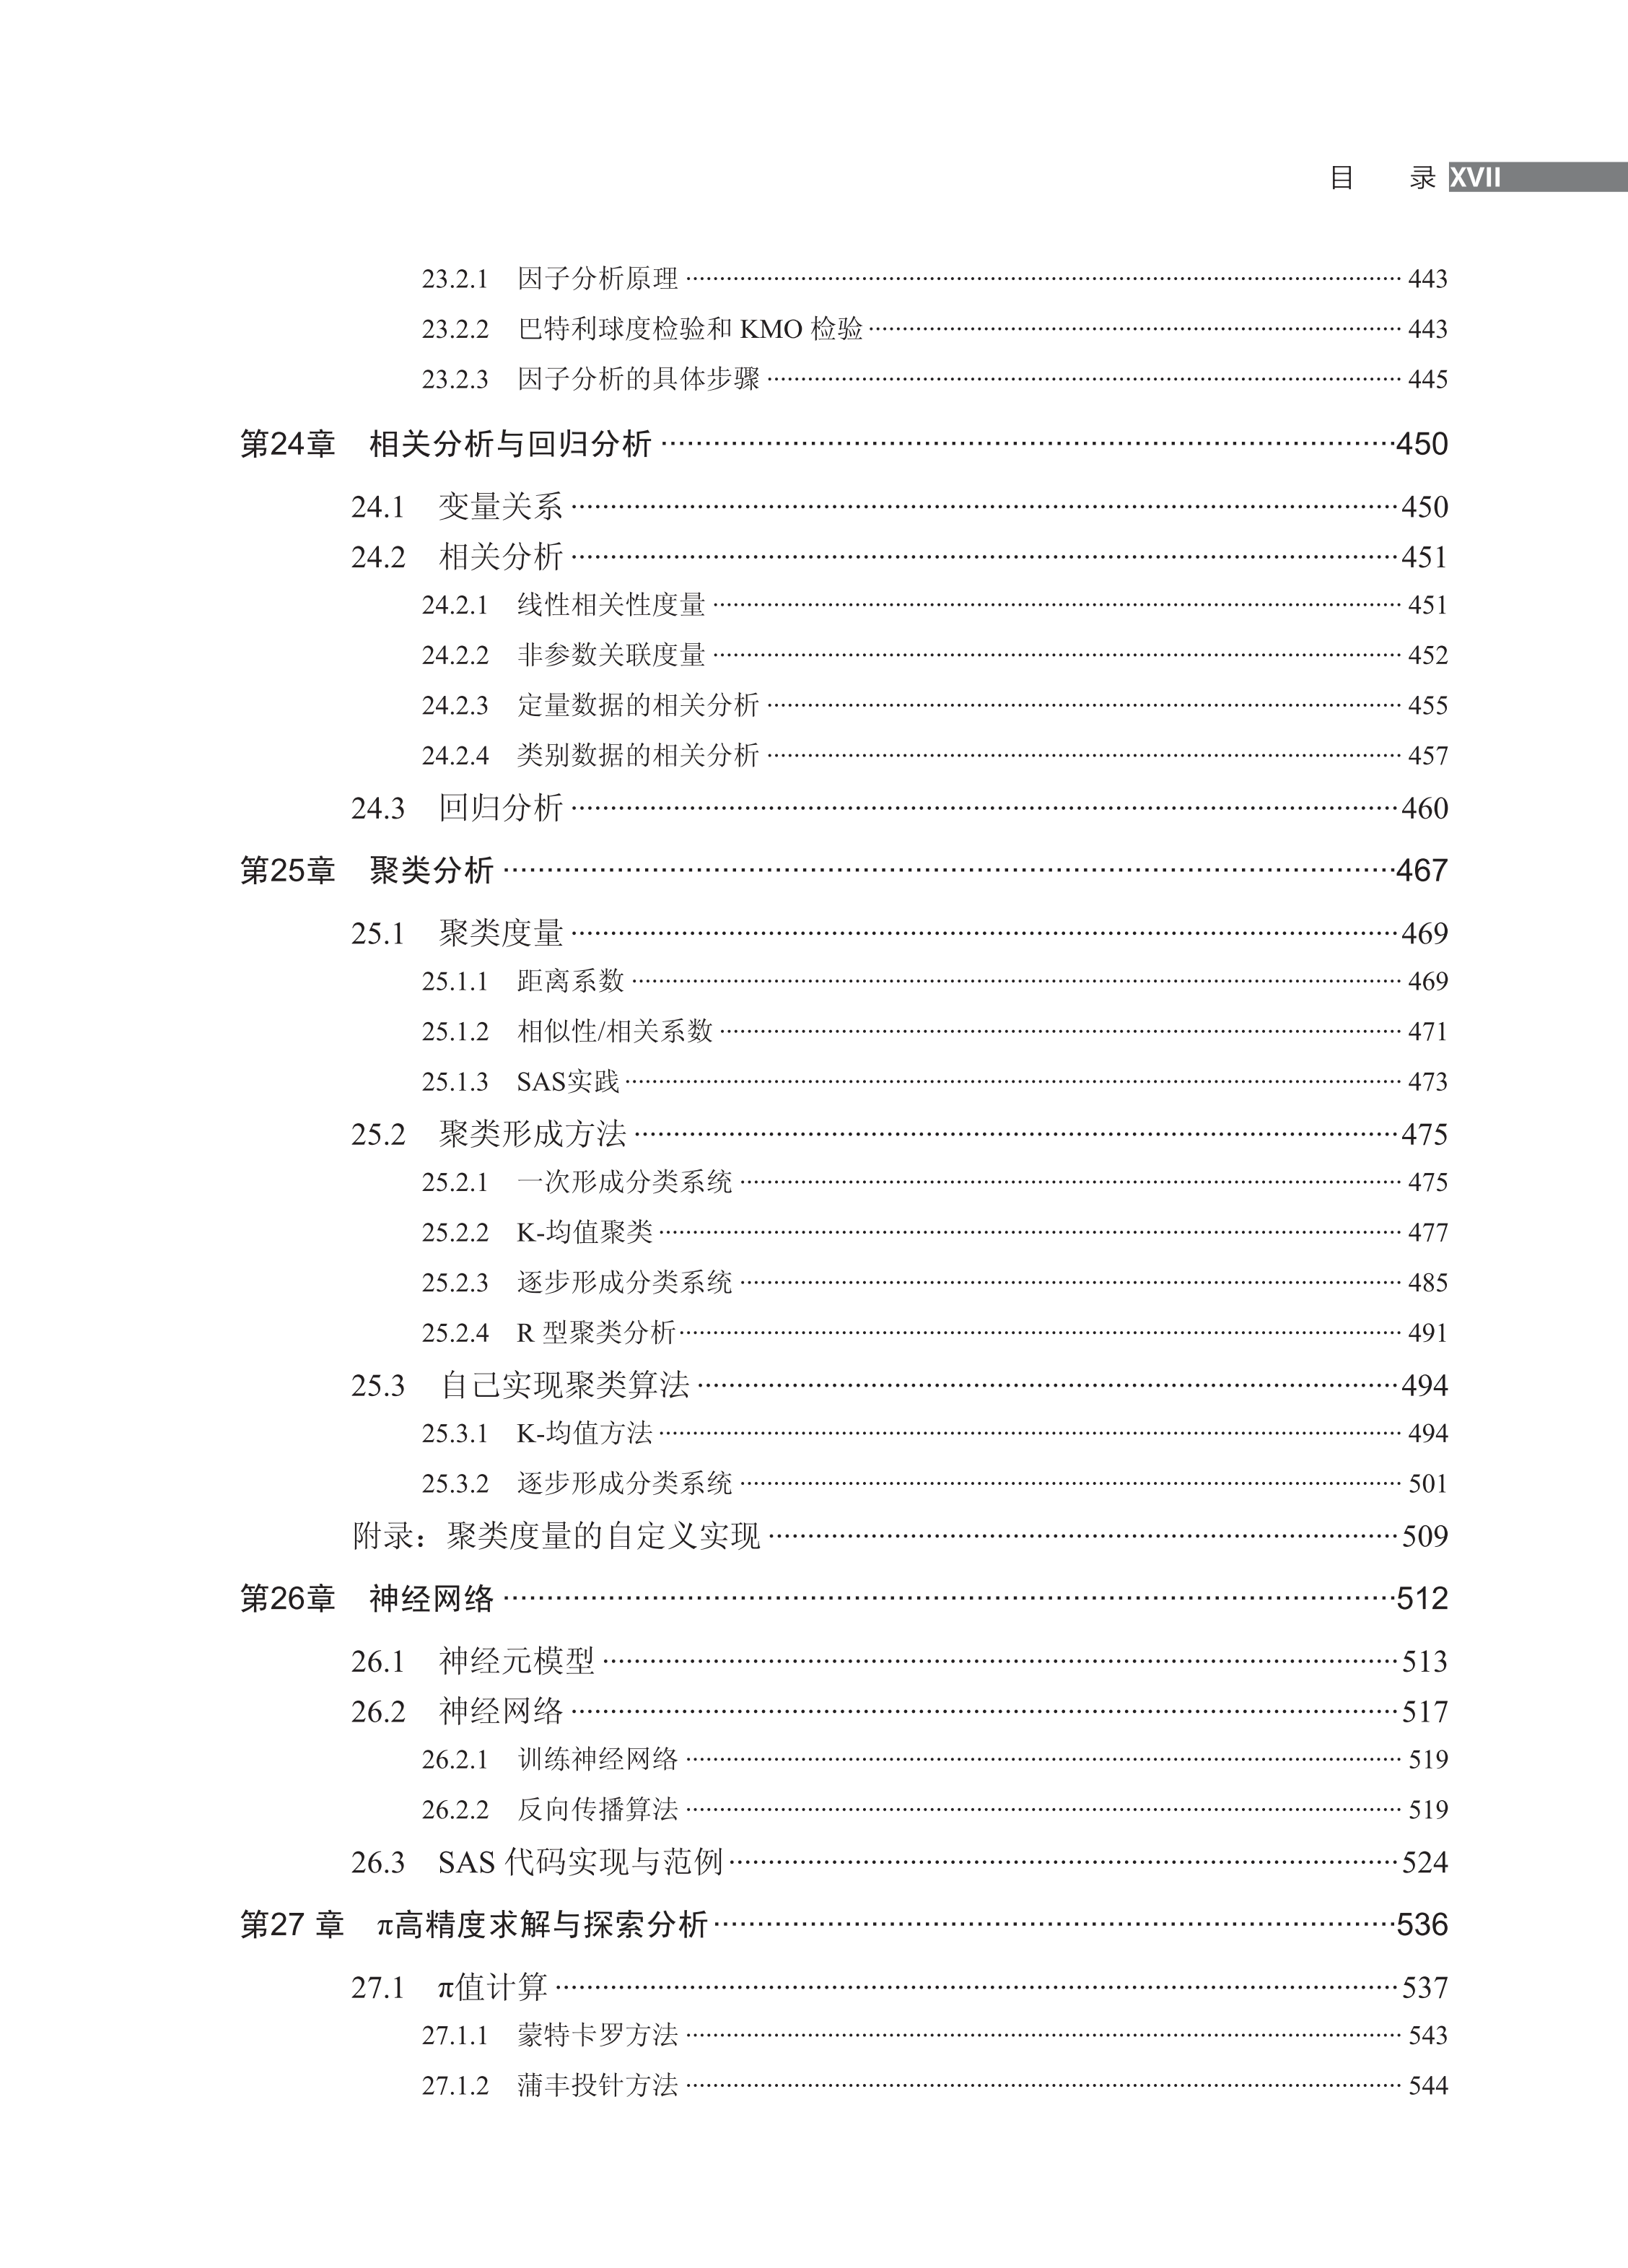 目 录 XVII
23.2.1 因子分析原理 443
23.2.2 巴特利球度检验和 KMO 检验 443
23.2.3 因子分析的具体步骤 445
第24章 相关分析与回归分析 450
24.1 变量关系 450
24.2 相关分析 451
24.2.1 线性相关性度量 451
24.2.2 非参数关联度量 452
24.2.3 定量数据的相关分析 455
24.2.4 类别数据的相关分析 457
24.3 回归分析 460
第25章 聚类分析 467
25.1 聚类度量 469
25.1.1 距离系数 469
25.1.2 相似性/相关系数 471
25.1.3 SAS实践 473
25.2 聚类形成方法 475
25.2.1 一次形成分类系统 475
25.2.2 K-均值聚类 477
25.2.3 逐步形成分类系统 485
25.2.4 R 型聚类分析 491
25.3 自己实现聚类算法 494
25.3.1 K-均值方法 494
25.3.2 逐步形成分类系统 501
附录：聚类度量的自定义实现 509
第26章 神经网络 512
26.1 神经元模型 513
26.2 神经网络 517
26.2.1 训练神经网络 519
26.2.2 反向传播算法 519
26.3 SAS 代码实现与范例 524
第27 章 π高精度求解与探索分析 536
27.1 π值计算 537
27.1.1 蒙特卡罗方法 543
27.1.2 蒲丰投针方法 544